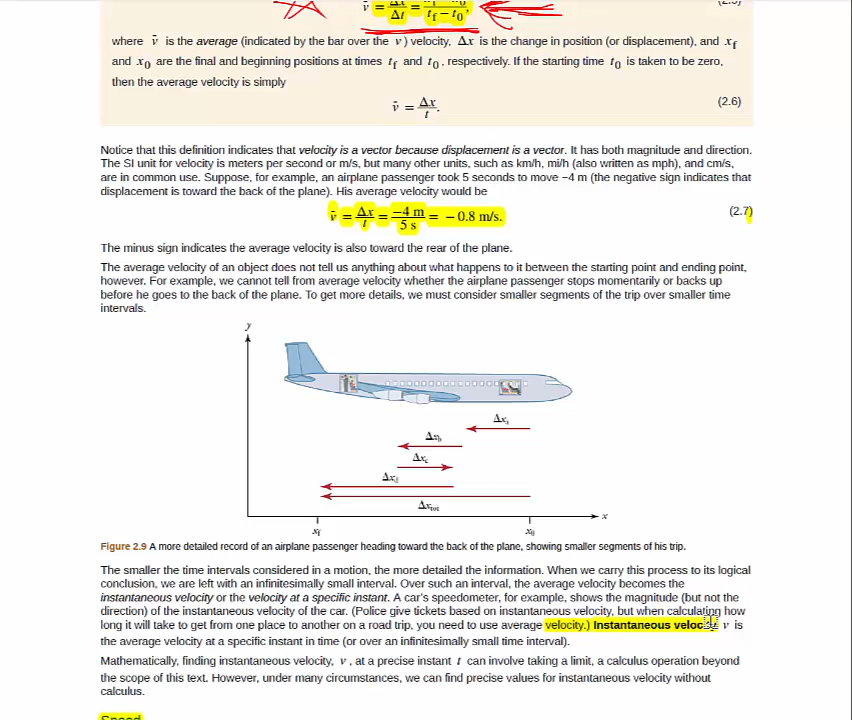 v̄ = Δx/Δt = /tf − t0,
where v̄ is the average (indicated by the bar over the v ) velocity, Δx is the change in position (or displacement), and xf
and x0 are the final and beginning positions at times tf and t0 , respectively. If the starting time t0 is taken to be zero,
then the average velocity is simply
v̄ = Δx/t. (2.6)
Notice that this definition indicates that velocity is a vector because displacement is a vector. It has both magnitude and direction.
The SI unit for velocity is meters per second or m/s, but many other units, such as km/h, mi/h (also written as mph), and cm/s,
are in common use. Suppose, for example, an airplane passenger took 5 seconds to move −4 m (the negative sign indicates that
displacement is toward the back of the plane). His average velocity would be
v̄ = Δx/t = −4 m/5 s = − 0.8 m/s. (2.7)
The minus sign indicates the average velocity is also toward the rear of the plane.
The average velocity of an object does not tell us anything about what happens to it between the starting point and ending point,
however. For example, we cannot tell from average velocity whether the airplane passenger stops momentarily or backs up
before he goes to the back of the plane. To get more details, we must consider smaller segments of the trip over smaller time
intervals.
y
Δxa
Δxb
Δxc
Δxd
Δxtot
x
xf x0
Figure 2.9 A more detailed record of an airplane passenger heading toward the back of the plane, showing smaller segments of his trip.
The smaller the time intervals considered in a motion, the more detailed the information. When we carry this process to its logical
conclusion, we are left with an infinitesimally small interval. Over such an interval, the average velocity becomes the
instantaneous velocity or the velocity at a specific instant. A car's speedometer, for example, shows the magnitude (but not the
direction) of the instantaneous velocity of the car. (Police give tickets based on instantaneous velocity, but when calculating how
long it will take to get from one place to another on a road trip, you need to use average velocity.) Instantaneous velocity v is
the average velocity at a specific instant in time (or over an infinitesimally small time interval).
Mathematically, finding instantaneous velocity, v , at a precise instant t can involve taking a limit, a calculus operation beyond
the scope of this text. However, under many circumstances, we can find precise values for instantaneous velocity without
calculus.
Speed